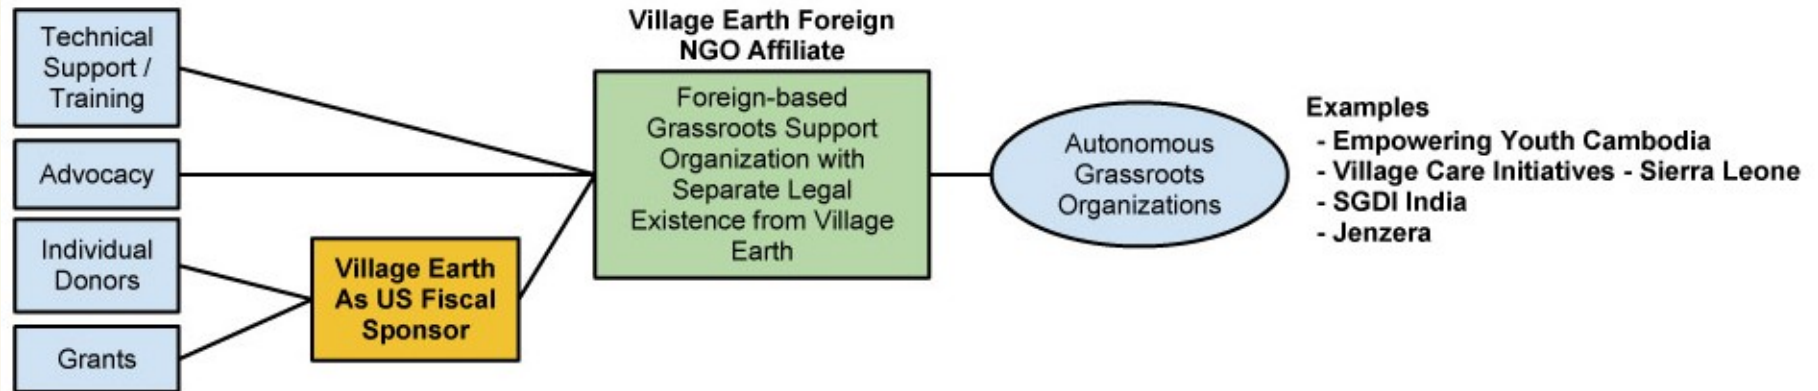 Technical
Support /
Training
Advocacy
Individual
Donors
Grants
Village Earth
As US Fiscal
Sponsor
Village Earth Foreign
NGO Affiliate
Foreign-based
Grassroots Support
Organization with
Separate Legal
Existence from Village
Earth
Autonomous
Grassroots
Organizations
Examples
- Empowering Youth Cambodia
- Village Care Initiatives - Sierra Leone
- SGDI India
- Jenzera